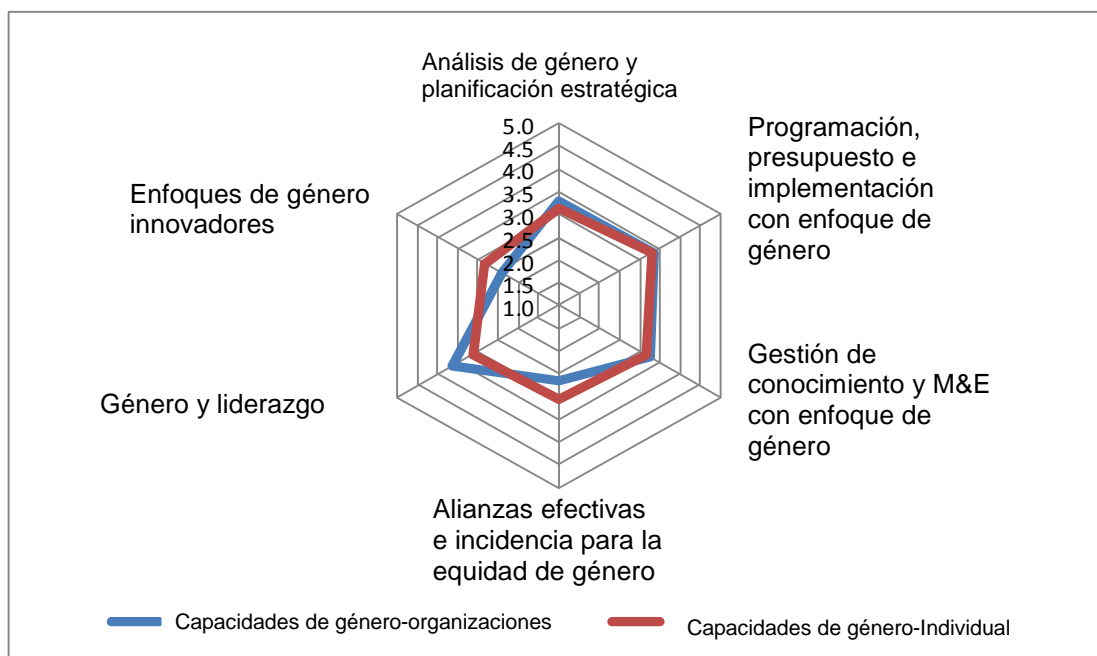 Análisis de género y
planificación estratégica
Programación,
presupuesto e
implementación
con enfoque de
género
Gestión de
conocimiento y M&E
con enfoque de
género
Alianzas efectivas
e incidencia para la
equidad de género
Género y liderazgo
Enfoques de género
innovadores
5.0
4.5
4.0
3.5
3.0
2.5
2.0
1.5
1.0
Capacidades de género-organizaciones
Capacidades de género-Individual